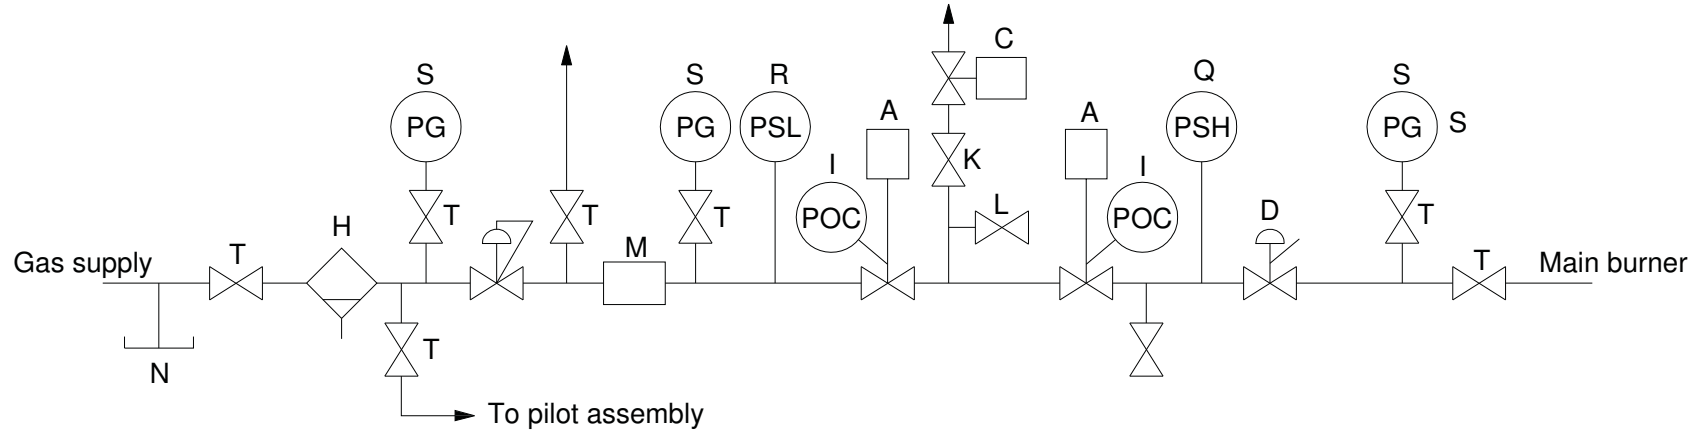 C
S
S
R
Q
S
A
A
PG
PG
PSL
PSH
PG
S
K
I
I
T
T
T
POC
L
POC
D
T
H
M
Gas supply
T
T
Main burner
T
N
To pilot assembly